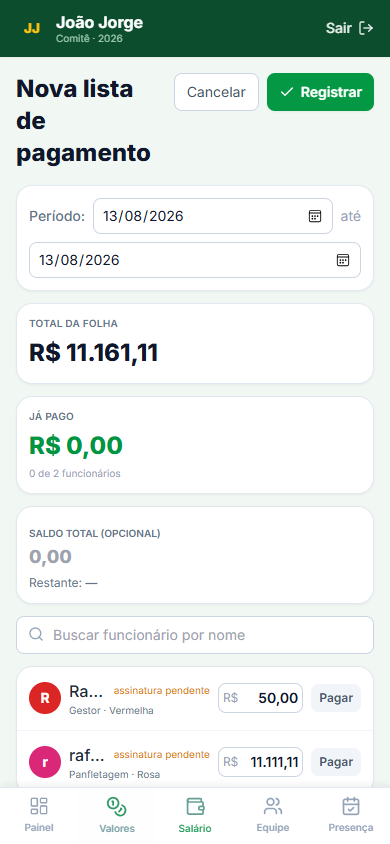 JJ
João Jorge
Comitê · 2026
Sair
Nova lista
de
pagamento
Cancelar
Registrar
Período:
13/08/2026
até
13/08/2026
TOTAL DA FOLHA
R$ 11.161,11
JÁ PAGO
R$ 0,00
0 de 2 funcionários
SALDO TOTAL (OPCIONAL)
0,00
Restante: —
Buscar funcionário por nome
R
Ra...
assinatura pendente
Gestor · Vermelha
R$ 50,00
Pagar
r
raf...
assinatura pendente
Panfletagem · Rosa
R$ 11.111,11
Pagar
Painel
Valores
Salário
Equipe
Presença